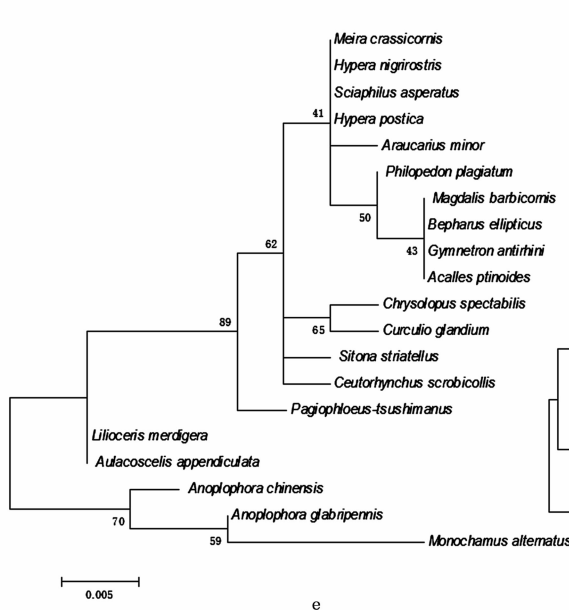 Meira crassicornis
Hypera nigrirostris
Sciaphilus asperatus
41
Hypera postica
Araucarius minor
Philopedon plagiatum
Magdalis barbicornis
50
Bepharus ellipticus
62
43
Gymnetron antirhini
Acalles ptinoides
Chrysolopus spectabilis
89
65
Curculio glandium
Sitona striatellus
Ceutorhynchus scrobicollis
Pagiophloeus-tsushimanus
Lilioceris merdigera
Aulacoscelis appendiculata
Anoplophora chinensis
70
Anoplophora glabripennis
59
Monochamus alternatus
0.005
e